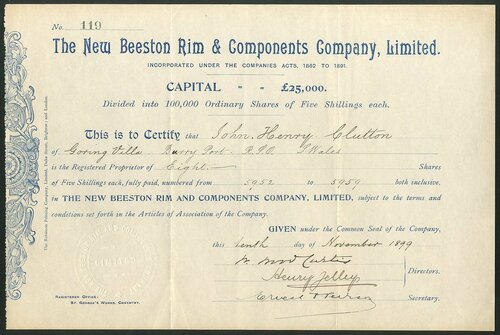 No. 119
The New Beeston Rim & Components Company, Limited.
INCORPORATED UNDER THE COMPANIES ACTS, 1862 TO 1891.
CAPITAL " " £25,000.
Divided into 100,000 Ordinary Shares of Five Shillings each.
This is to Certify that John Henry Clutton
of Goring Villa Burry Port R.S.O. S Wales
is the Registered Proprietor of Eight Shares
of Five Shillings each, fully paid, numbered from 5952 to 5959 both inclusive,
in THE NEW BEESTON RIM AND COMPONENTS COMPANY, LIMITED, subject to the terms and
conditions set forth in the Articles of Association of the Company.
GIVEN under the Common Seal of the Company,
this tenth day of November 1899
Curtis
Henry Jelley
Directors.
Ernest
Secretary.
REGISTERED OFFICE:
ST. GEORGE'S WORKS, COVENTRY.
LIMITED